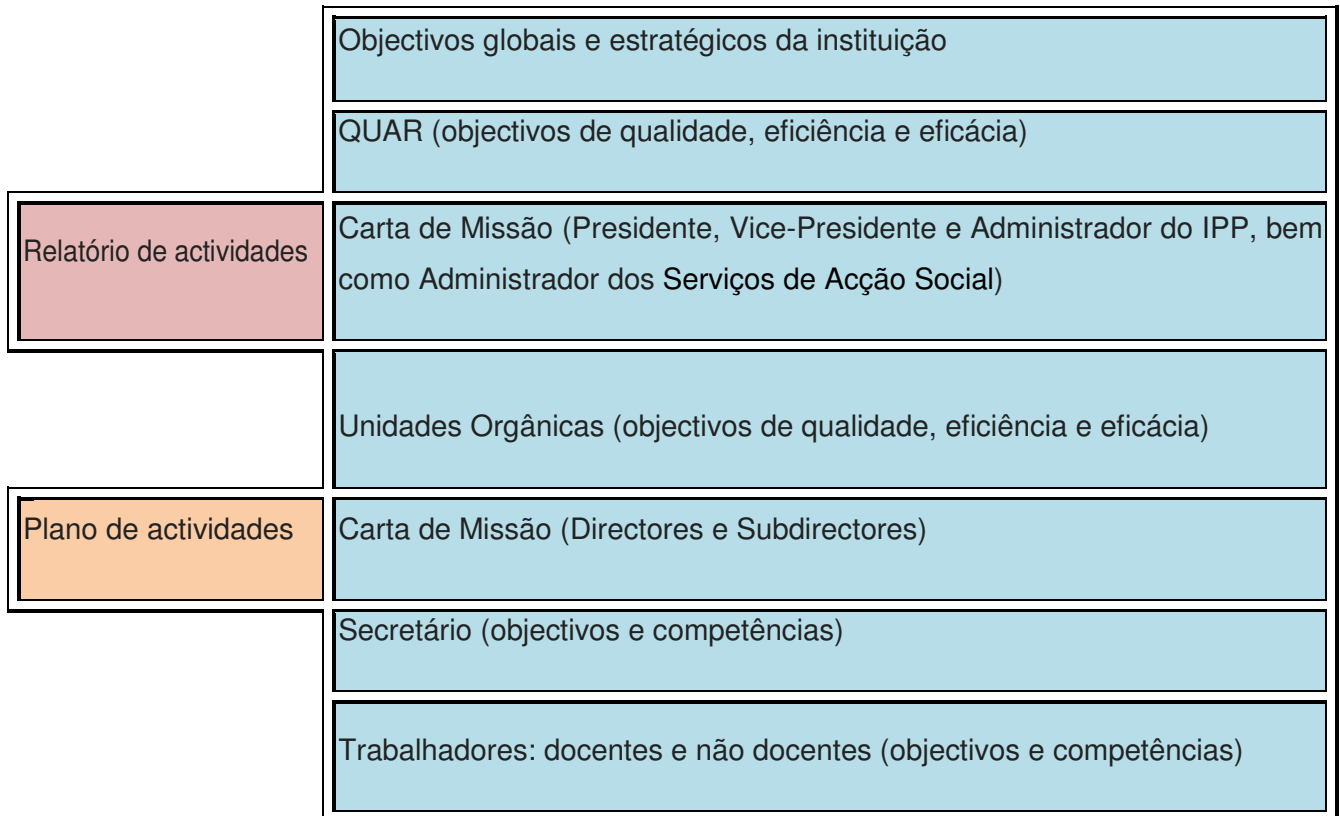 Objectivos globais e estratégicos da instituição
QUAR (objectivos de qualidade, eficiência e eficácia)
Relatório de actividades
Carta de Missão (Presidente, Vice-Presidente e Administrador do IPP, bem
como Administrador dos Serviços de Acção Social)
Unidades Orgânicas (objectivos de qualidade, eficiência e eficácia)
Plano de actividades
Carta de Missão (Directores e Subdirectores)
Secretário (objectivos e competências)
Trabalhadores: docentes e não docentes (objectivos e competências)